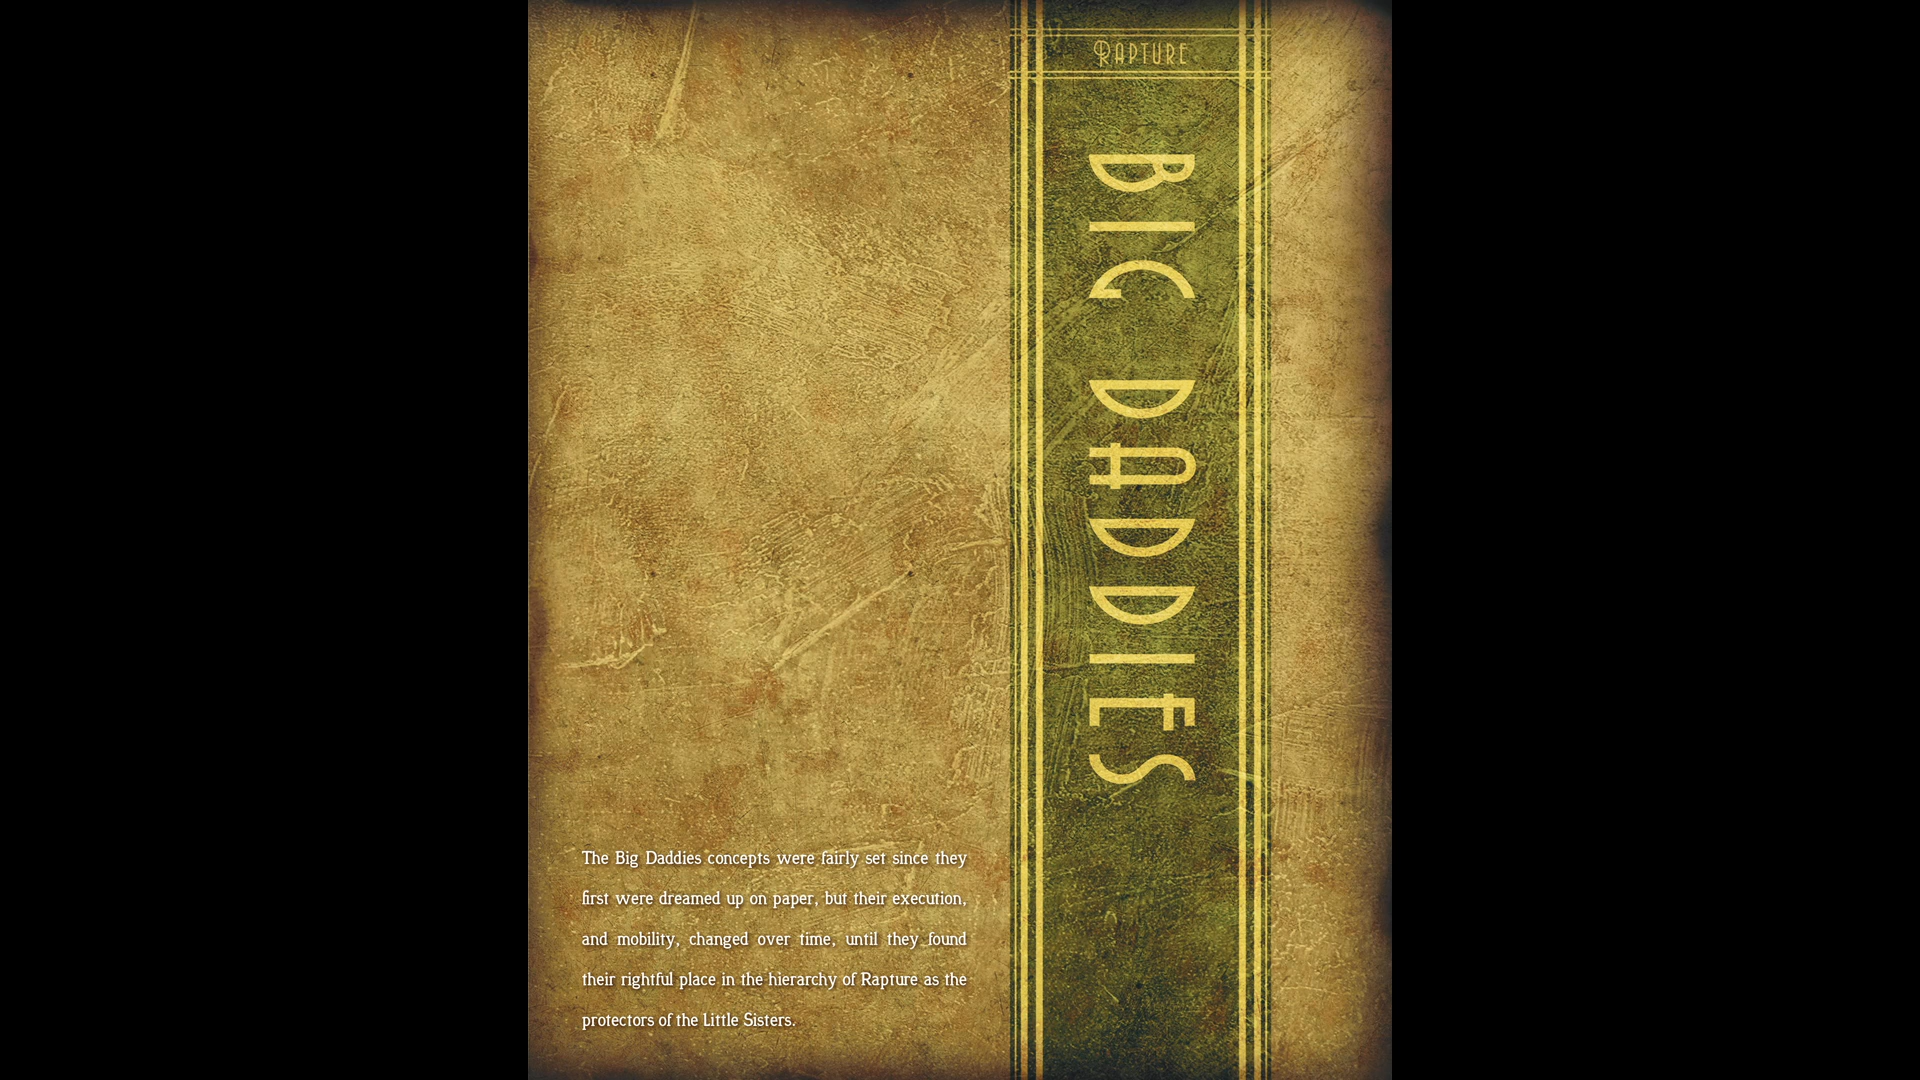 Rapture
BIG DADDIES
The Big Daddies concepts were fairly set since they
first were dreamed up on paper, but their execution,
and mobility, changed over time, until they found
their rightful place in the hierarchy of Rapture as the
protectors of the Little Sisters.